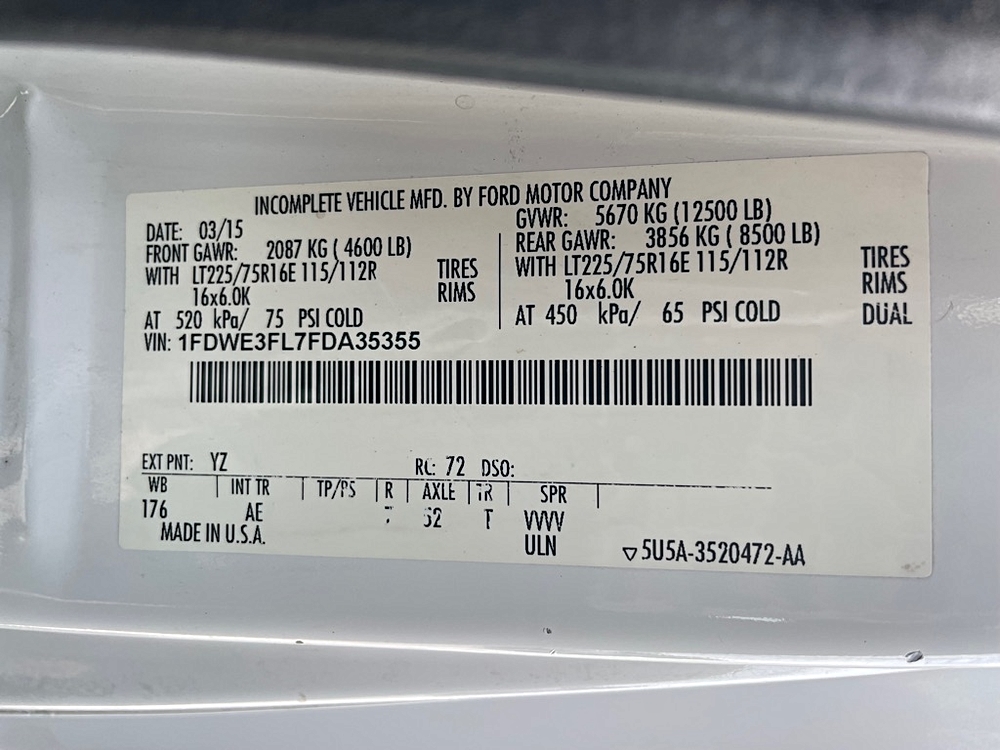 INCOMPLETE VEHICLE MFD. BY FORD MOTOR COMPANY
DATE: 03/15 GVWR: 5670 KG (12500 LB)
FRONT GAWR: 2087 KG ( 4600 LB) REAR GAWR: 3856 KG ( 8500 LB)
WITH LT225/75R16E 115/112R TIRES WITH LT225/75R16E 115/112R TIRES
16x6.0K RIMS 16x6.0K RIMS
AT 520 kPa/ 75 PSI COLD AT 450 kPa/ 65 PSI COLD DUAL
VIN: 1FDWE3FL7FDA35355
EXT PNT: YZ RC: 72 DSO:
WB INT TR TP/PS R AXLE TR SPR
176 AE T VVVV
MADE IN U.S.A. ULN 5U5A-3520472-AA